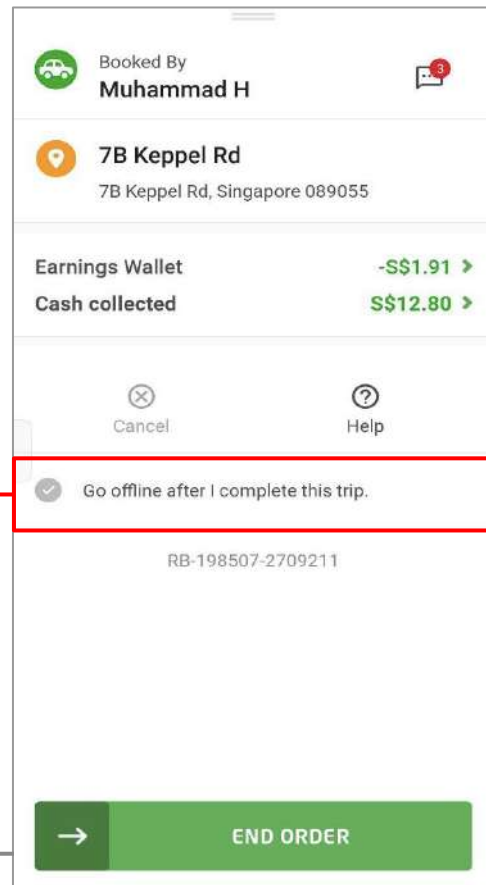 Booked By
Muhammad H
3
7B Keppel Rd
7B Keppel Rd, Singapore 089055
Earnings Wallet -S$1.91 >
Cash collected S$12.80 >
Cancel Help
Go offline after I complete this trip.
RB-198507-2709211
END ORDER